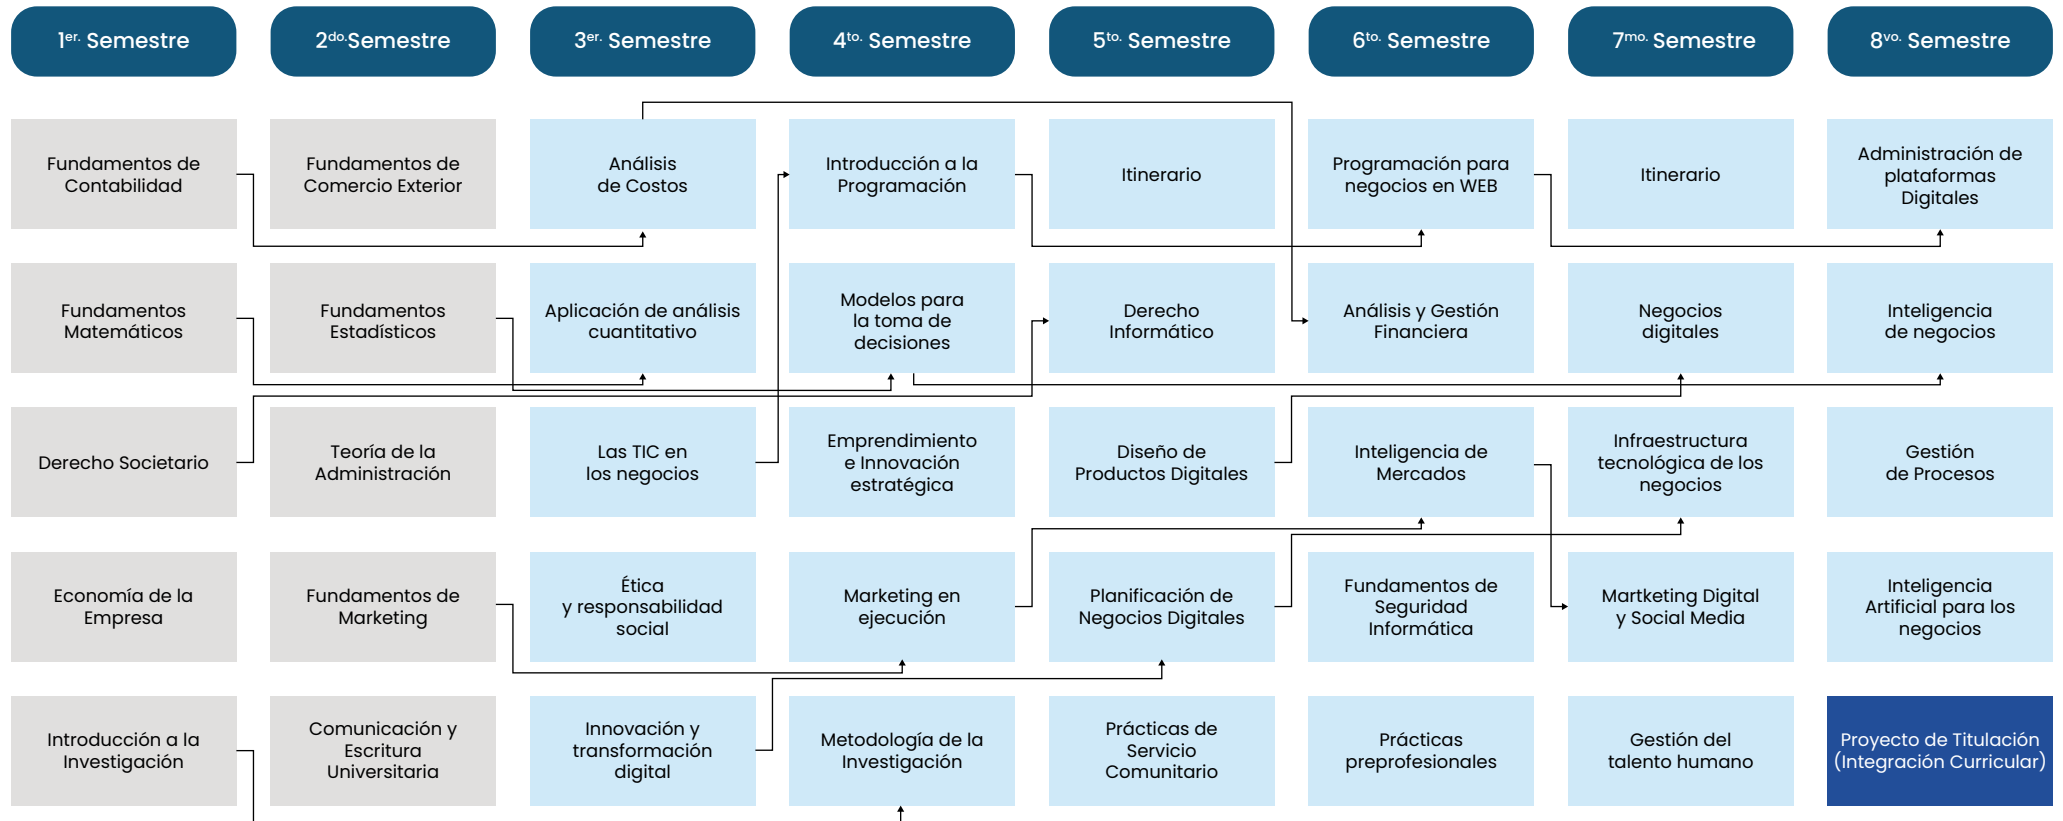 1er. Semestre
2do.Semestre
3er. Semestre
4to. Semestre
5to. Semestre
6to. Semestre
7mo. Semestre
8vo. Semestre
Fundamentos de
Contabilidad
Fundamentos de
Comercio Exterior
Análisis
de Costos
Introducción a la
Programación
Itinerario
Programación para
negocios en WEB
Itinerario
Administración de
plataformas
Digitales
Fundamentos
Matemáticos
Fundamentos
Estadísticos
Aplicación de análisis
cuantitativo
Modelos para
la toma de
decisiones
Derecho
Informático
Análisis y Gestión
Financiera
Negocios
digitales
Inteligencia
de negocios
Derecho Societario
Teoría de la
Administración
Las TIC en
los negocios
Emprendimiento
e Innovación
estratégica
Diseño de
Productos Digitales
Inteligencia de
Mercados
Infraestructura
tecnológica de los
negocios
Gestión
de Procesos
Economía de la
Empresa
Fundamentos de
Marketing
Ética
y responsabilidad
social
Marketing en
ejecución
Planificación de
Negocios Digitales
Fundamentos de
Seguridad
Informática
Martketing Digital
y Social Media
Inteligencia
Artificial para los
negocios
Introducción a la
Investigación
Comunicación y
Escritura
Universitaria
Innovación y
transformación
digital
Metodología de la
Investigación
Prácticas de
Servicio
Comunitario
Prácticas
preprofesionales
Gestión del
talento humano
Proyecto de Titulación
(Integración Curricular)